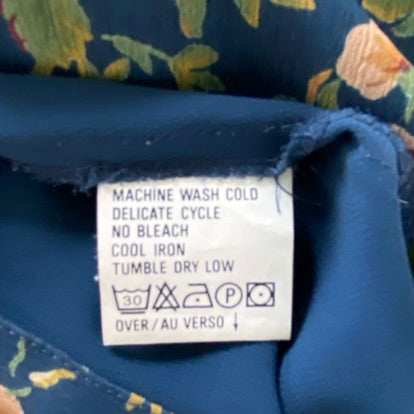 MACHINE WASH COLD
DELICATE CYCLE
NO BLEACH
COOL IRON
TUMBLE DRY LOW
30 P
OVER/AU VERSO ↓